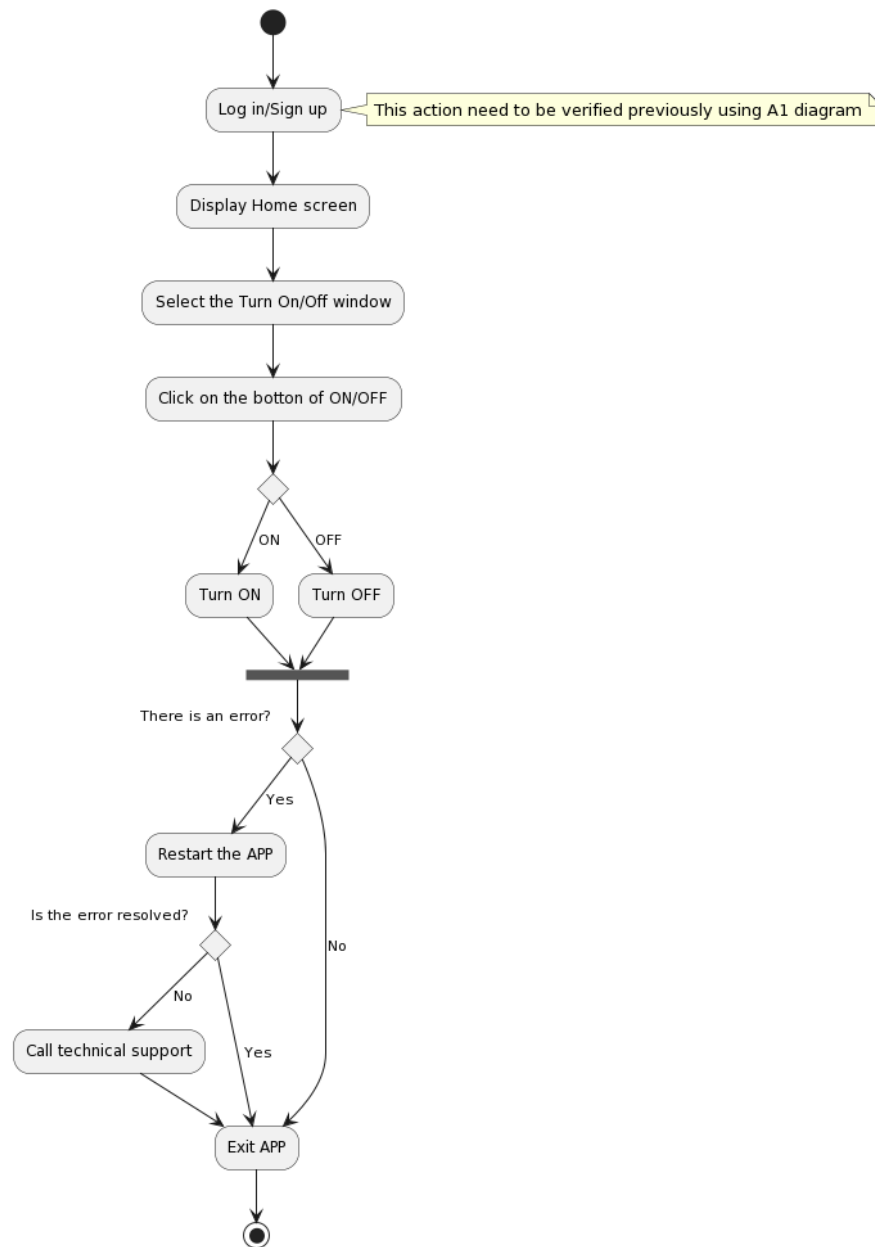 Log in/Sign up
This action need to be verified previously using A1 diagram
Display Home screen
Select the Turn On/Off window
Click on the botton of ON/OFF
ON
OFF
Turn ON
Turn OFF
There is an error?
Yes
Restart the APP
Is the error resolved?
No
No
Call technical support
Yes
Exit APP